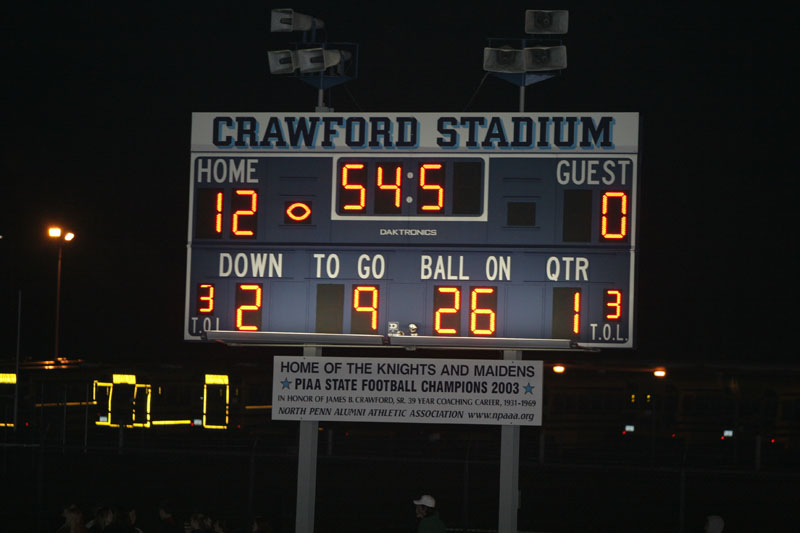 CRAWFORD STADIUM
HOME 54:5 GUEST
12 0
DAKTRONICS
DOWN TO GO BALL ON QTR
3 2 9 26 1 3
T.O.L. T.O.L.
HOME OF THE KNIGHTS AND MAIDENS
★ PIAA STATE FOOTBALL CHAMPIONS 2003 ★
IN HONOR OF JAMES B. CRAWFORD, SR. 39 YEAR COACHING CAREER, 1931-1969
NORTH PENN ALUMNI ATHLETIC ASSOCIATION www.npaaa.org